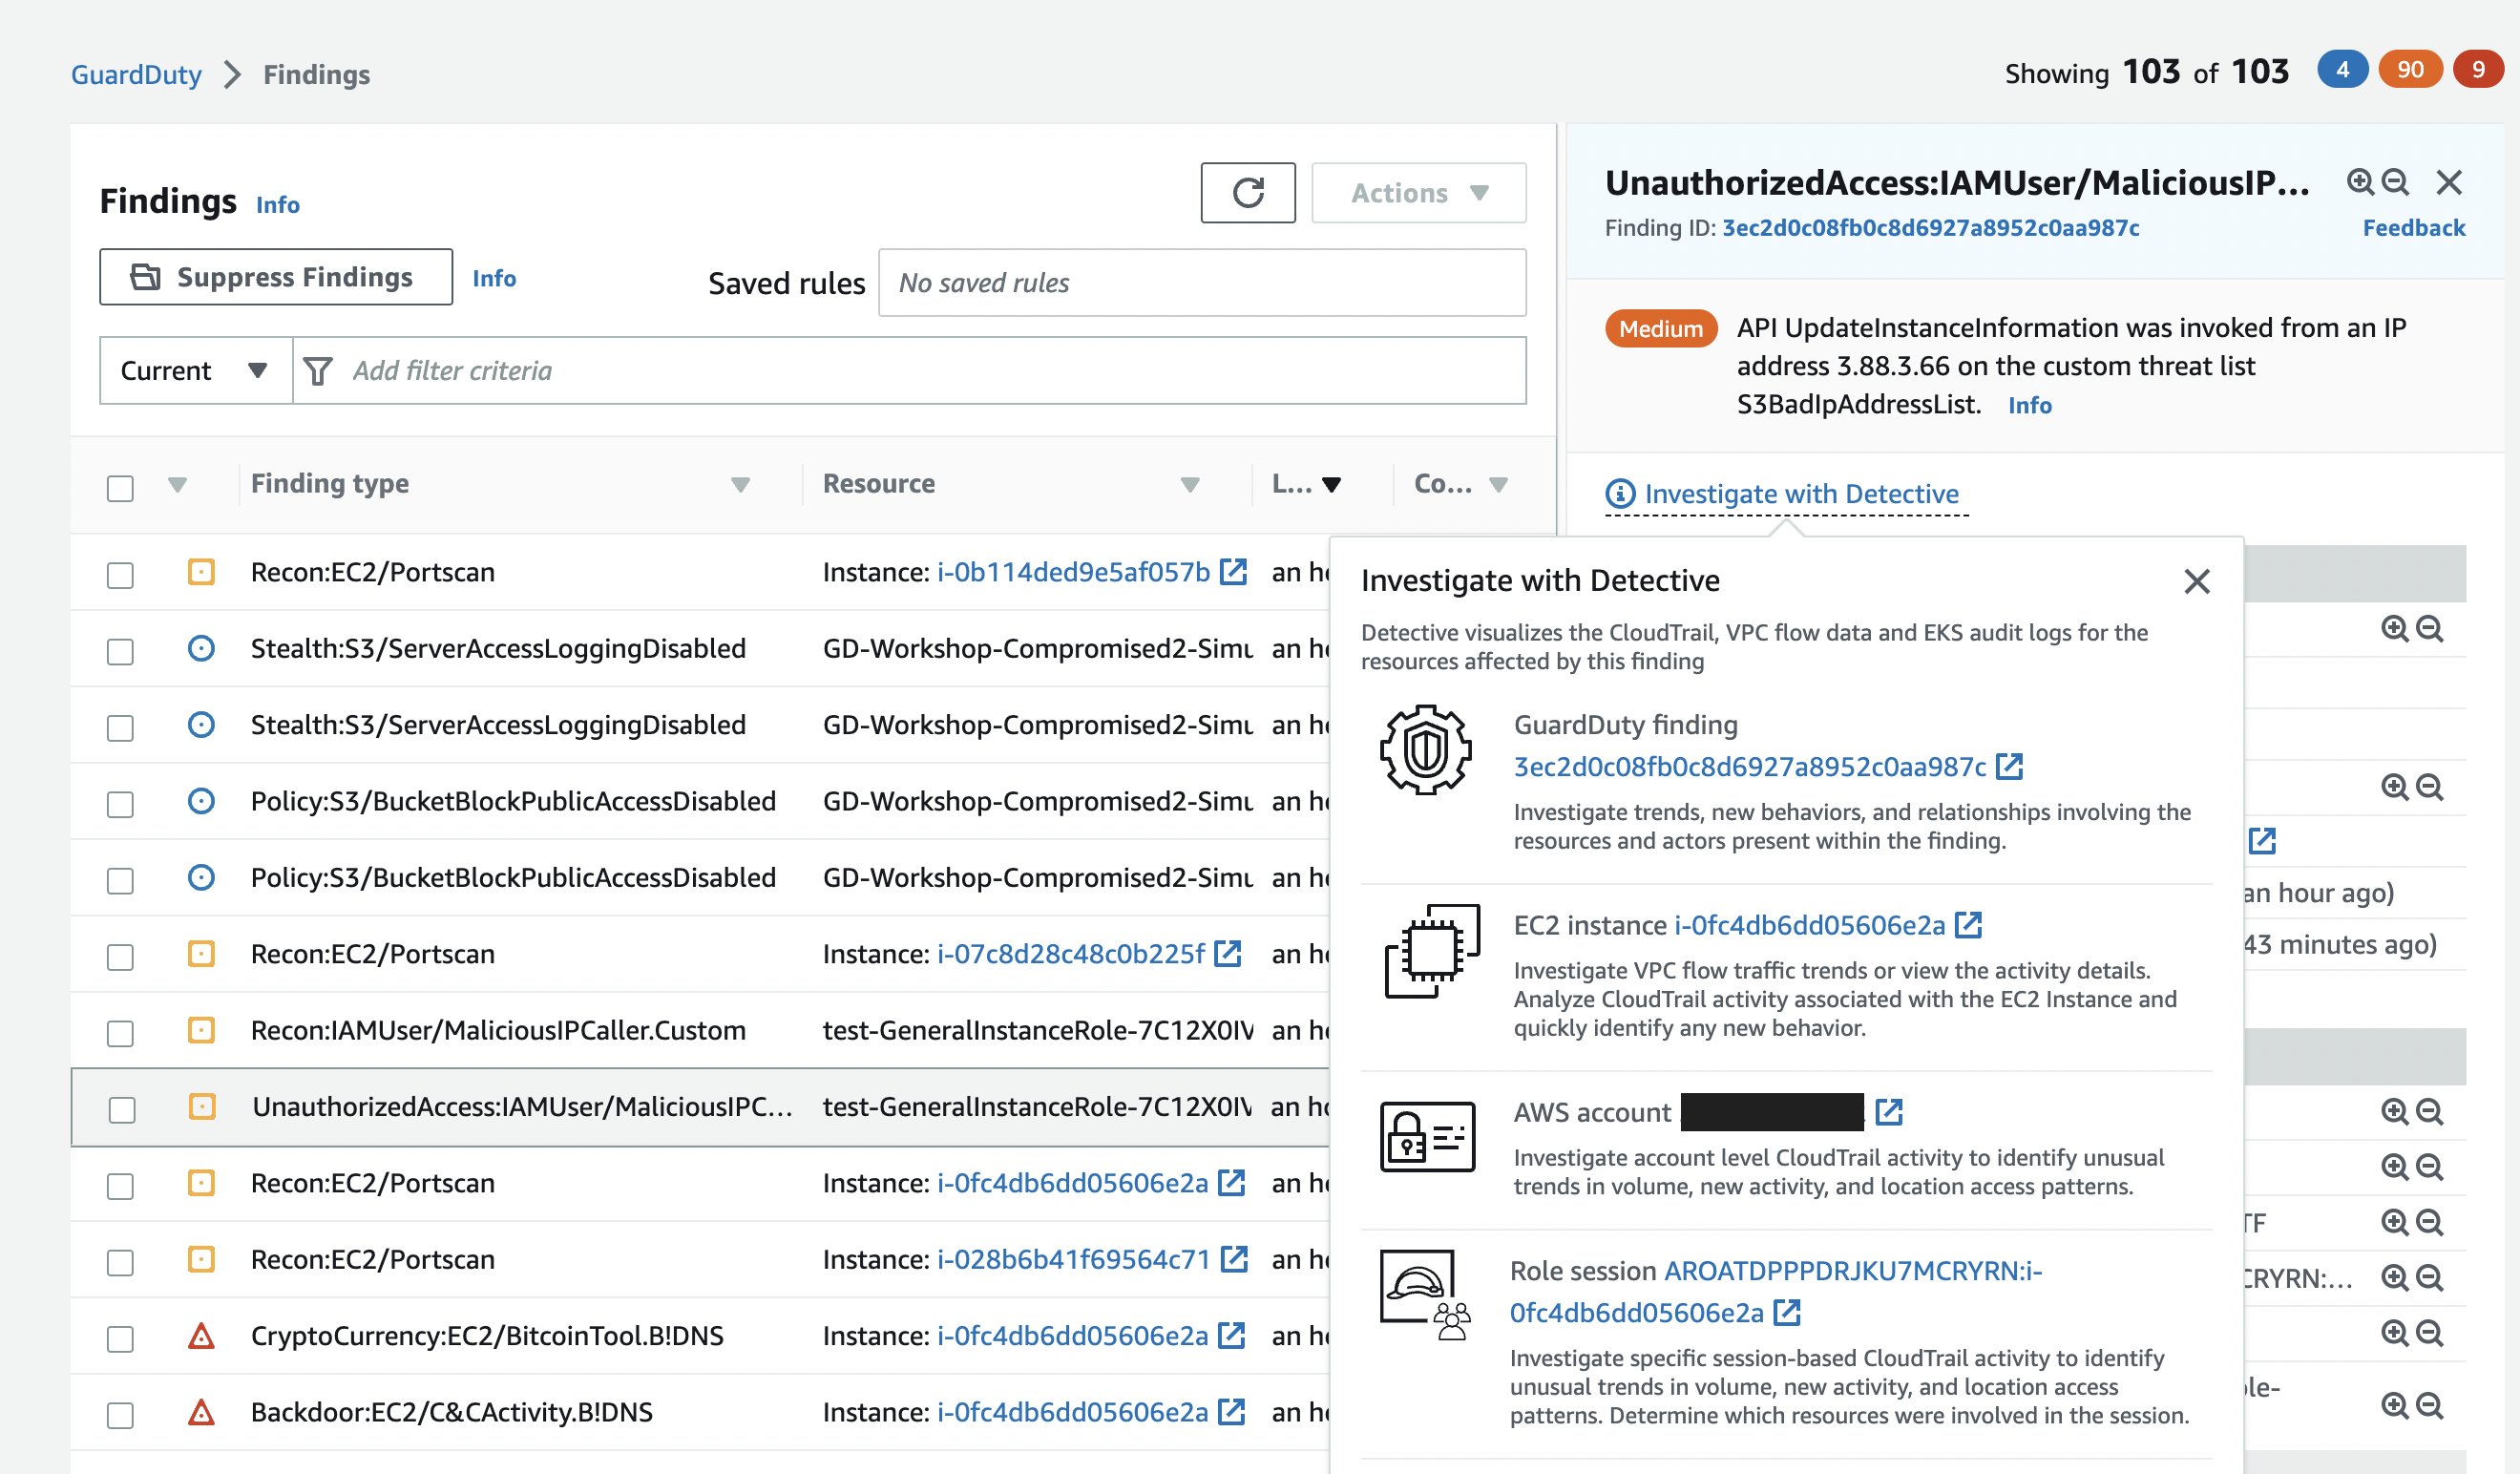 GuardDuty > Findings
Showing 103 of 103 4 90 9
Findings Info
Actions
Suppress Findings Info
Saved rules No saved rules
Current Add filter criteria
Finding type Resource L... Co...
Recon:EC2/Portscan Instance: i-0b114ded9e5af057b an h
Stealth:S3/ServerAccessLoggingDisabled GD-Workshop-Compromised2-Simu an h
Stealth:S3/ServerAccessLoggingDisabled GD-Workshop-Compromised2-Simu an h
Policy:S3/BucketBlockPublicAccessDisabled GD-Workshop-Compromised2-Simu an h
Policy:S3/BucketBlockPublicAccessDisabled GD-Workshop-Compromised2-Simu an h
Recon:EC2/Portscan Instance: i-07c8d28c48c0b225f an h
Recon:IAMUser/MaliciousIPCaller.Custom test-GeneralInstanceRole-7C12X0IV an h
UnauthorizedAccess:IAMUser/MaliciousIPC... test-GeneralInstanceRole-7C12X0IV an h
Recon:EC2/Portscan Instance: i-0fc4db6dd05606e2a an h
Recon:EC2/Portscan Instance: i-028b6b41f69564c71 an h
CryptoCurrency:EC2/BitcoinTool.B!DNS Instance: i-0fc4db6dd05606e2a an h
Backdoor:EC2/C&CActivity.B!DNS Instance: i-0fc4db6dd05606e2a an h
UnauthorizedAccess:IAMUser/MaliciousIP...
Finding ID: 3ec2d0c08fb0c8d6927a8952c0aa987c Feedback
Medium API UpdateInstanceInformation was invoked from an IP
address 3.88.3.66 on the custom threat list
S3BadIpAddressList. Info
Investigate with Detective
Investigate with Detective
Detective visualizes the CloudTrail, VPC flow data and EKS audit logs for the
resources affected by this finding
GuardDuty finding
3ec2d0c08fb0c8d6927a8952c0aa987c
Investigate trends, new behaviors, and relationships involving the
resources and actors present within the finding.
EC2 instance i-0fc4db6dd05606e2a
Investigate VPC flow traffic trends or view the activity details.
Analyze CloudTrail activity associated with the EC2 Instance and
quickly identify any new behavior.
AWS account
Investigate account level CloudTrail activity to identify unusual
trends in volume, new activity, and location access patterns.
Role session AROATDPPPDRJKU7MCRYRN:i-
0fc4db6dd05606e2a
Investigate specific session-based CloudTrail activity to identify
unusual trends in volume, new activity, and location access
patterns. Determine which resources were involved in the session.
an hour ago)
43 minutes ago)
TF
CRYRN:...
le-